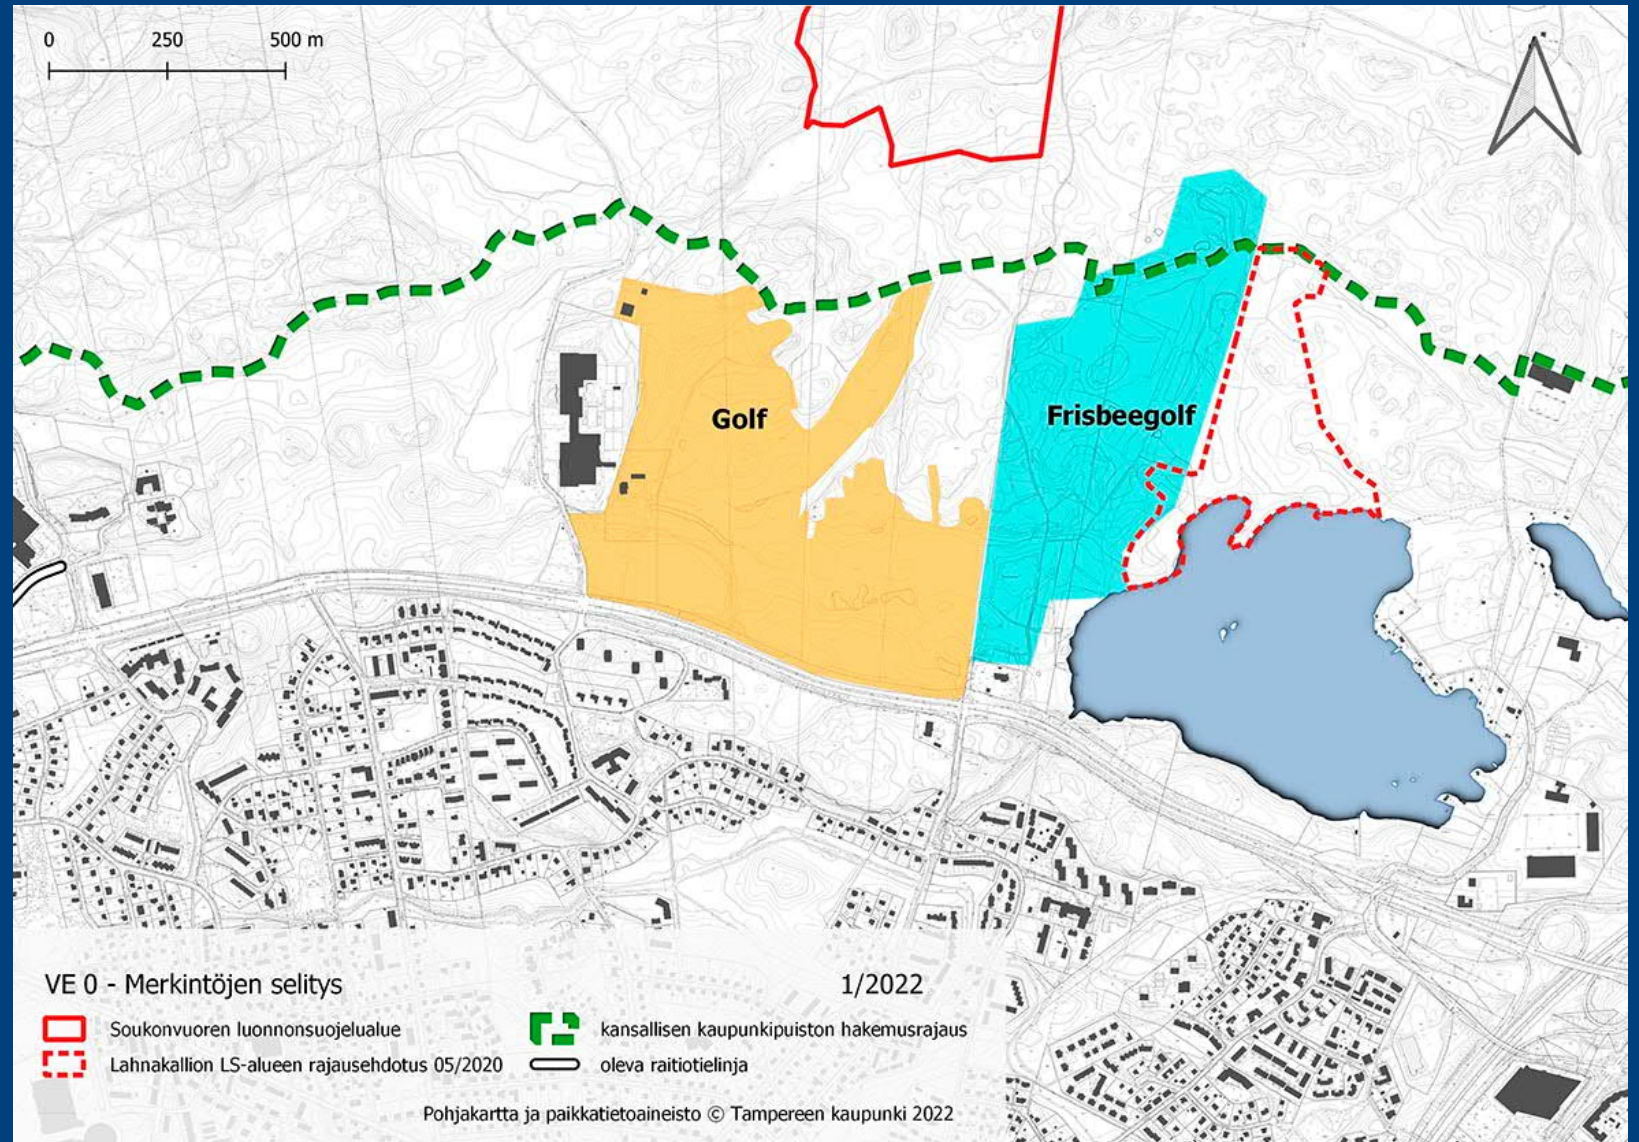 0 250 500 m
Golf
Frisbeegolf
VE 0 - Merkintöjen selitys 1/2022
Soukonvuoren luonnonsuojelualue
kansallisen kaupunkipuiston hakemusrajaus
Lahnakallion LS-alueen rajausehdotus 05/2020
oleva raitiotielinja
Pohjakartta ja paikkatietoaineisto © Tampereen kaupunki 2022